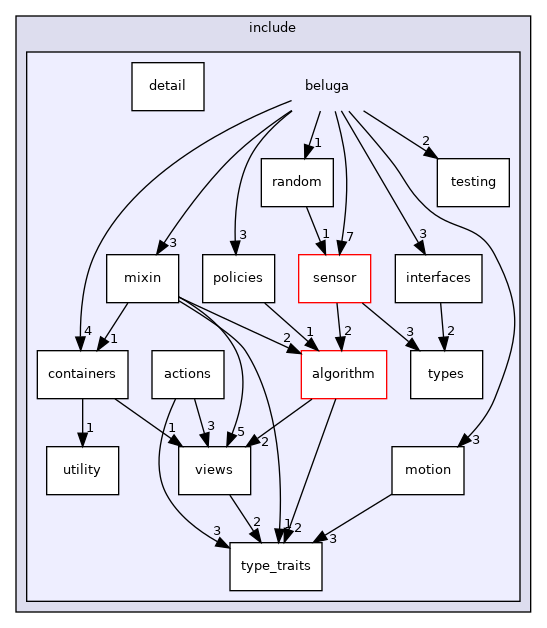 include
detail
beluga
1
2
random
testing
3
3
1
7
3
mixin
policies
sensor
interfaces
4
1
2
1
2
3
2
containers
actions
algorithm
types
1
1
3
5
2
3
utility
views
motion
3
2
1
2
3
type_traits